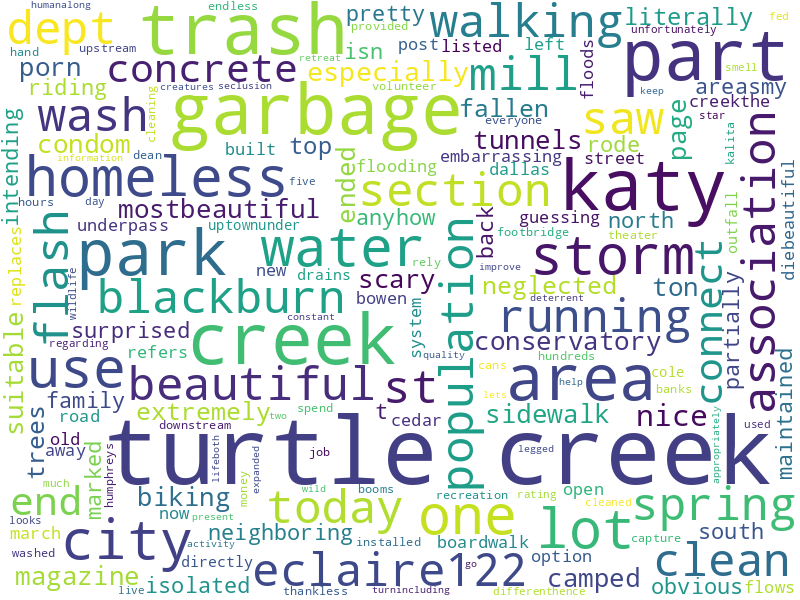 humanalong endless
dept trash pretty walking literally
hand upstream provided fed
porn concrete isn post listed left unfortunately part
retreat
riding especially mill floods areasmy
smell
wash cleaning creatures seclusion volunteer fallen creekthe
keep
garbage everyone saw page star
condom built top tunnels rode kalita
information dean embarrassing street
intending homeless five ended flooding dallas katy association
hours day section
mostbeautiful anyhow back guessing north outfall diebeautiful
underpass uptownunder footbridge
flash park water population theater storm connect
replaces wildlife new drains rely improve
regarding scary neglected ton partially
blackburn bowen deterrent
constant system running
suitable surprised creek conservatory
refers quality hundreds
use beautiful st cans help area cole
family banks maintained
road extremely two spend t cedar lets sidewalk nice appropriately used
trees old downstream
away humphreys lifeboth job turtle creek legged
much expanded money
marked biking wild booms recreation rating open cleaned
end today one lot spring
looks march now present neighboring installed boardwalk capture south
washed activity
city directly eclaire122 go option clean
magazine live isolated thankless turnincluding camped differenthence obvious flows